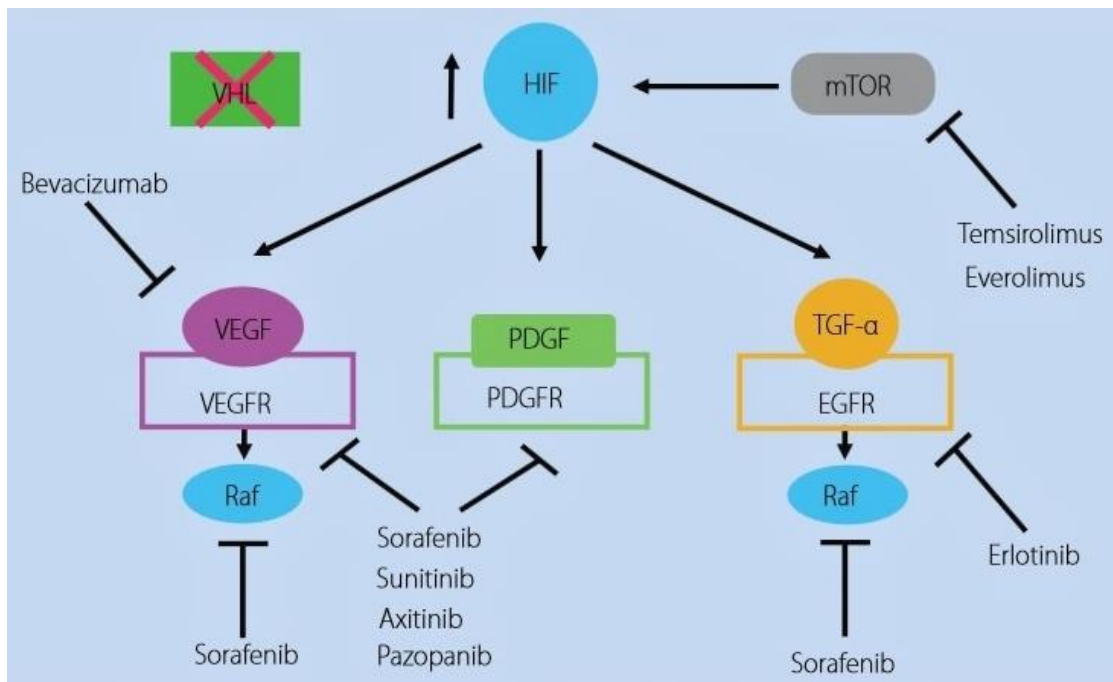 VHL
HIF
mTOR
Bevacizumab
Temsirolimus
Everolimus
VEGF
PDGF
TGF-α
VEGFR
PDGFR
EGFR
Raf
Raf
Sorafenib
Sunitinib
Axitinib
Pazopanib
Erlotinib
Sorafenib
Sorafenib